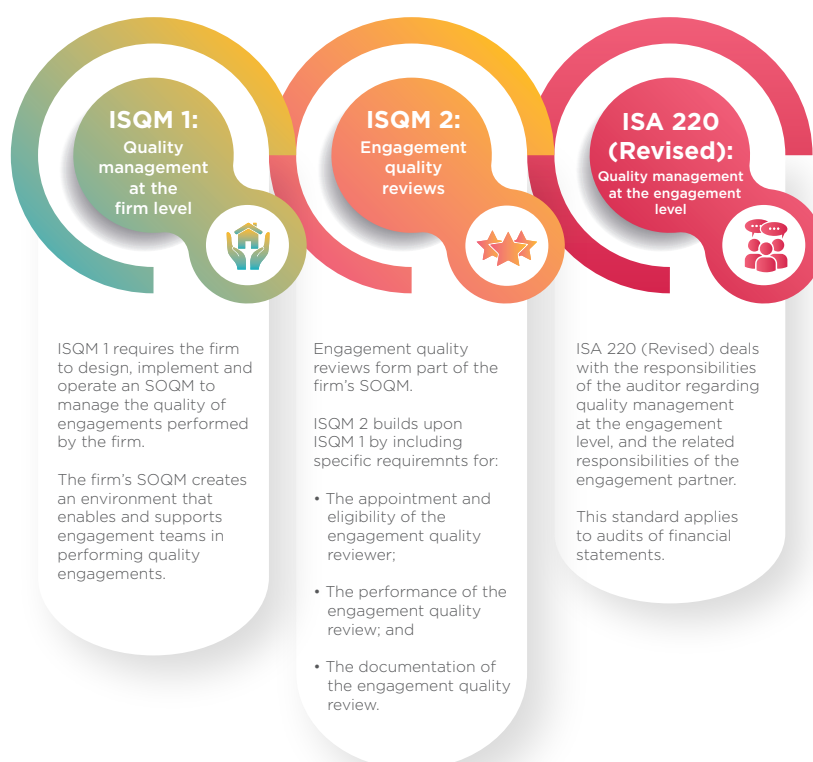 ISQM 1:
Quality
management
at the
firm level
ISQM 1 requires the firm
to design, implement and
operate an SOQM to
manage the quality of
engagements performed
by the firm.
The firm's SOQM creates
an environment that
enables and supports
engagement teams in
performing quality
engagements.
ISQM 2:
Engagement
quality
reviews
Engagement quality
reviews form part of the
firm's SOQM.
ISQM 2 builds upon
ISQM 1 by including
specific requiremnts for:
• The appointment and
eligibility of the
engagement quality
reviewer;
• The performance of the
engagement quality
review; and
• The documentation of
the engagement quality
review.
ISA 220
(Revised):
Quality management
at the engagement
level
ISA 220 (Revised) deals
with the responsibilities
of the auditor regarding
quality management
at the engagement
level, and the related
responsibilities of the
engagement partner.
This standard applies
to audits of financial
statements.